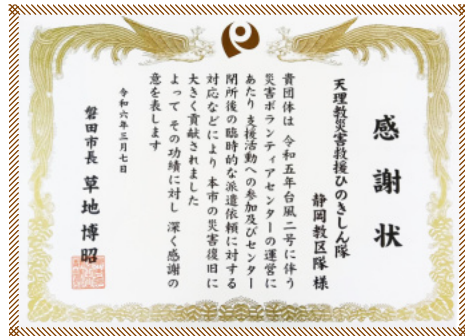 感謝状
天理教災害救援ひのきしん隊
静岡教区隊 様
貴団体は 令和五年台風二号に伴う
災害ボランティアセンターの運営に
あたり 支援活動への参加及びセンター
閉所後の臨時的な派遣依頼に対する
対応などにより 本市の災害復旧に
大きく貢献されました
よって その功績に対し 深く感謝の
意を表します
令和六年三月七日
磐田市長 草地博昭